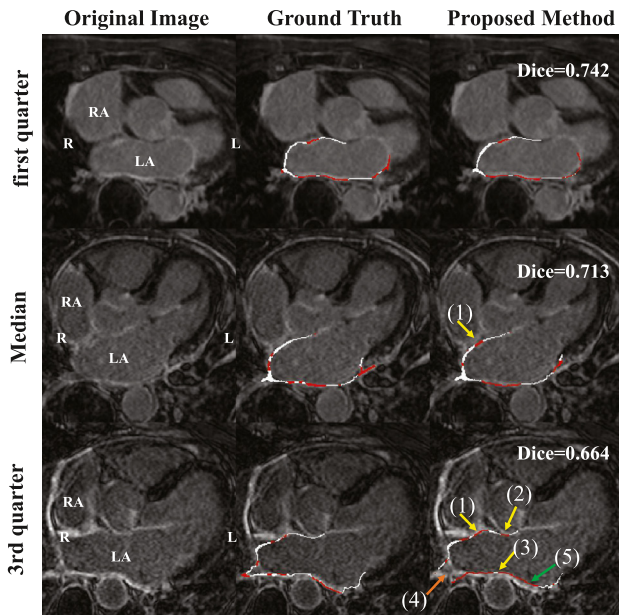 Original Image Ground Truth Proposed Method
first quarter
RA
R
LA
L
Dice=0.742
Median
RA
R
LA
L
Dice=0.713
(1)
3rd quarter
RA
R
LA
L
Dice=0.664
(1)
(2)
(3)
(4)
(5)